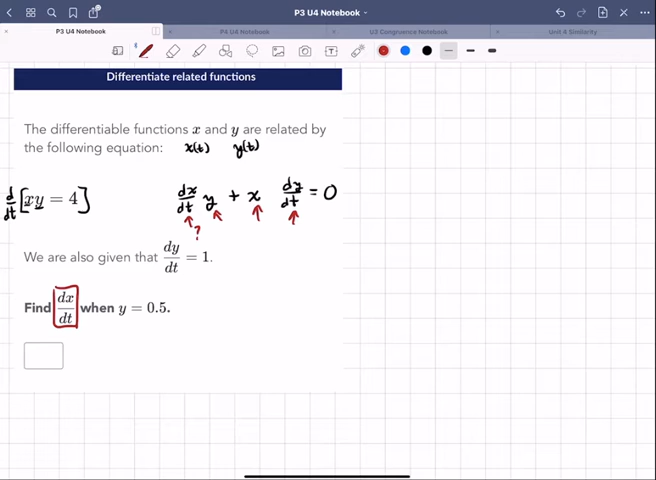 P3 U4 Notebook
P3 U4 Notebook
P4 U4 Notebook
U3 Congruence Notebook
Unit 4 Similarity
Differentiate related functions
The differentiable functions x and y are related by
the following equation: x(t) y(t)
d/dt [xy = 4] dx/dt y + x dy/dt = 0
?
We are also given that dy/dt = 1.
Find dx/dt when y = 0.5.